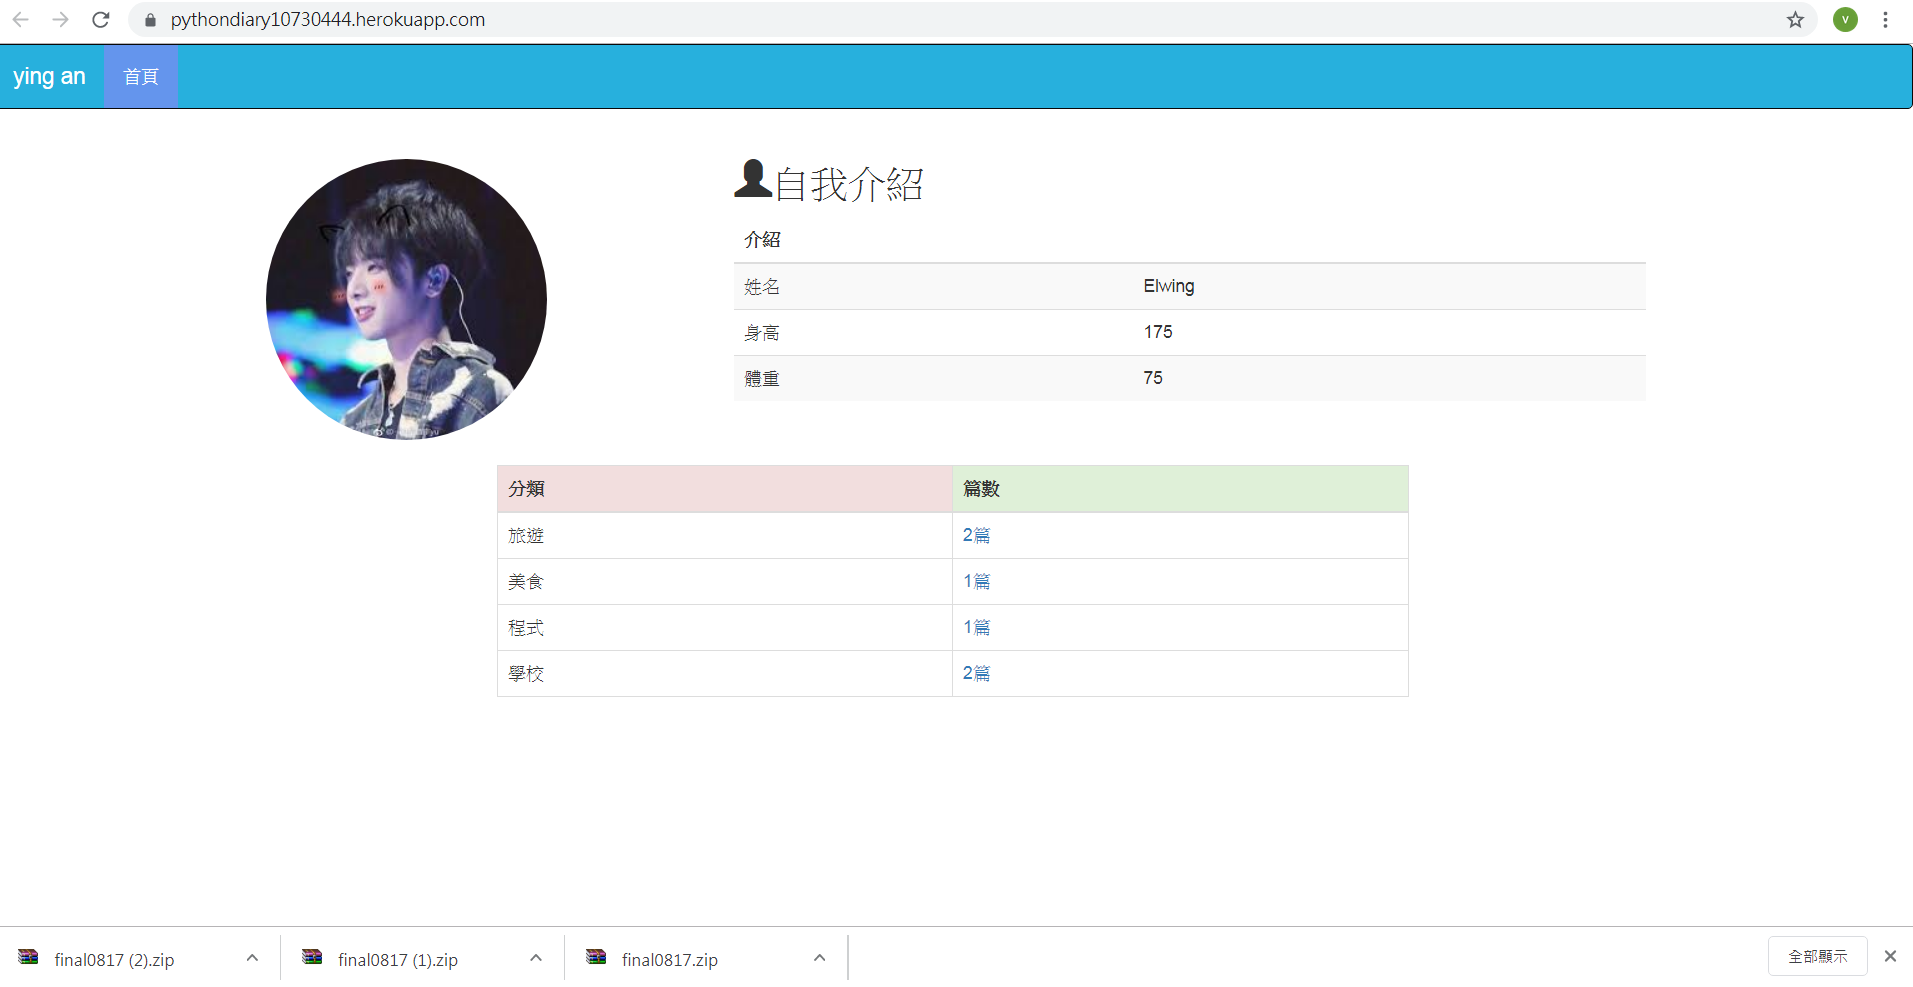 pythondiary10730444.herokuapp.com
v
ying an 首頁
自我介紹
介紹
姓名 Elwing
身高 175
體重 75
分類 篇數
旅遊 2篇
美食 1篇
程式 1篇
學校 2篇
final0817 (2).zip final0817 (1).zip final0817.zip 全部顯示